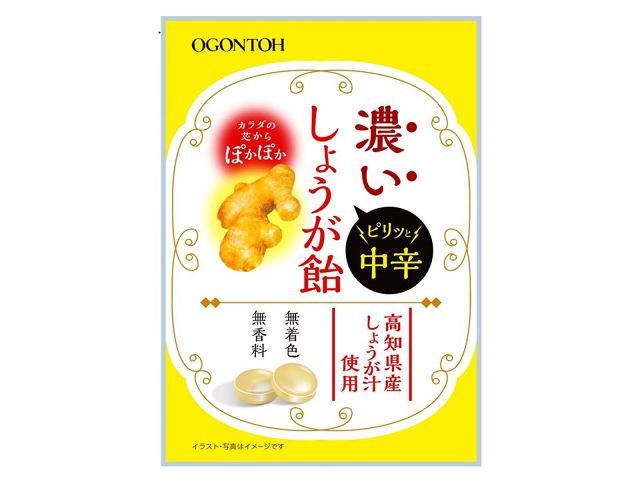 OGONTOH
濃い
しょうが飴
カラダの
芯から
ぽかぽか
ピリッと
中辛
高知県産
しょうが汁
使用
無着色
無香料
イラスト・写真はイメージです